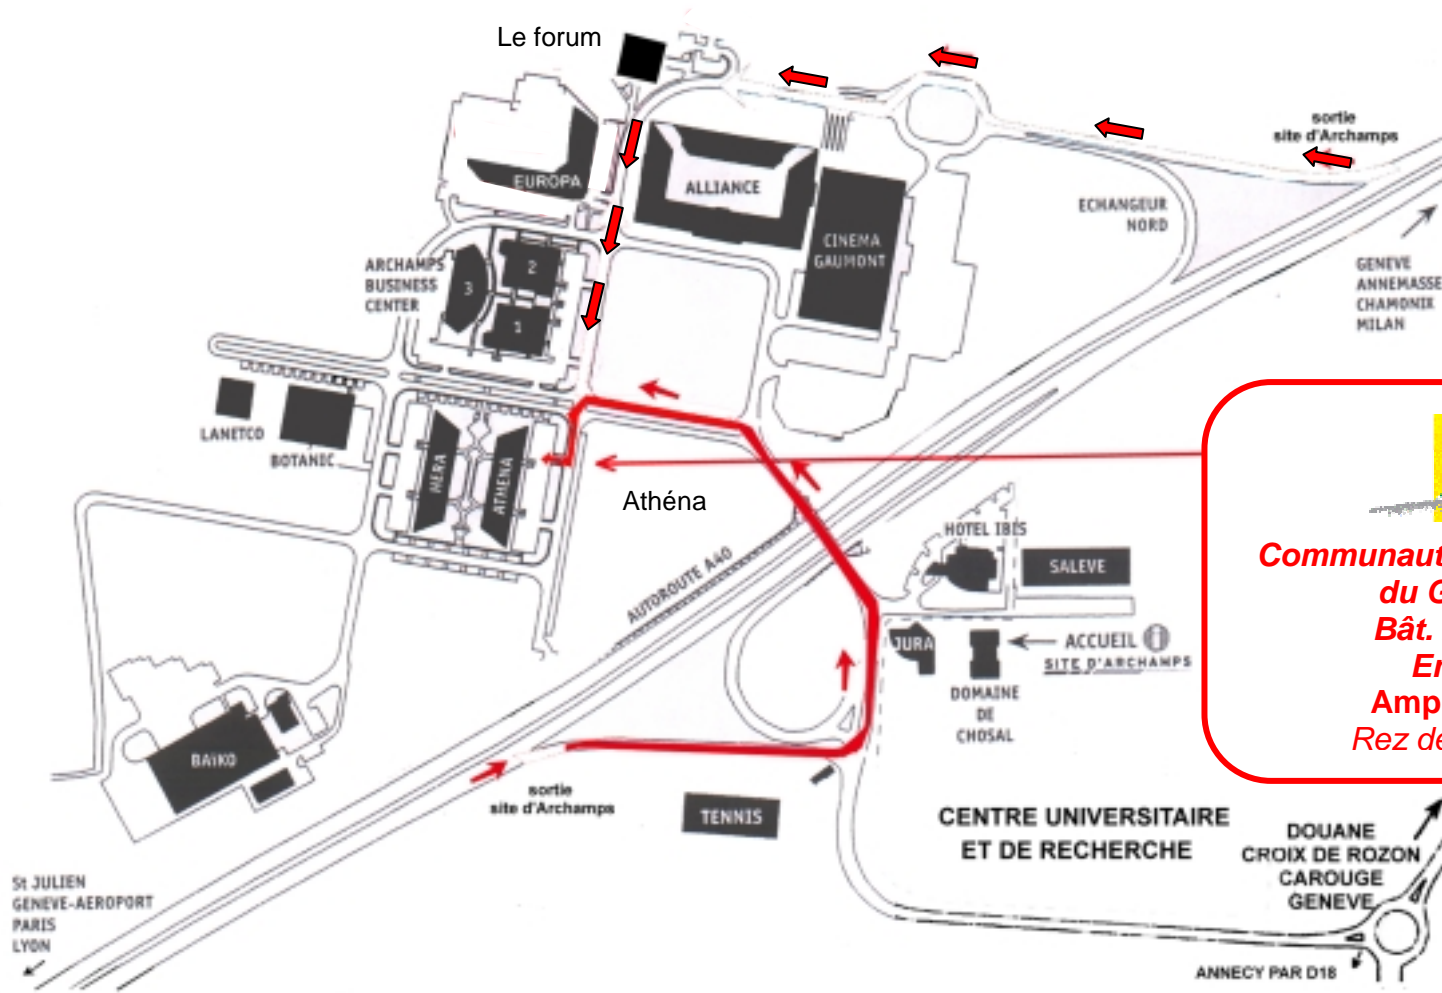 Le forum
sortie
site d'Archamps
EUROPA
ALLIANCE
ECHANGEUR
NORD
CINEMA
GAUMONT
GENEVE
ANNEMASSE
CHAMONIX
MILAN
ARCHAMPS
BUSINESS
CENTER
2
3
1
LANETCO
BOTANIC
HERA
ATHENA
Athéna
HOTEL IBIS
SALEVE
AUTOROUTE A40
JURA
ACCUEIL
SITE D'ARCHAMPS
DOMAINE
DE
CHOSAL
BAïKO
sortie
site d'Archamps
TENNIS
CENTRE UNIVERSITAIRE
ET DE RECHERCHE
DOUANE
CROIX DE ROZON
CAROUGE
GENEVE
St JULIEN
GENEVE-AEROPORT
PARIS
LYON
ANNECY PAR D18
Communaut
du G
Bât.
En
Amp
Rez de